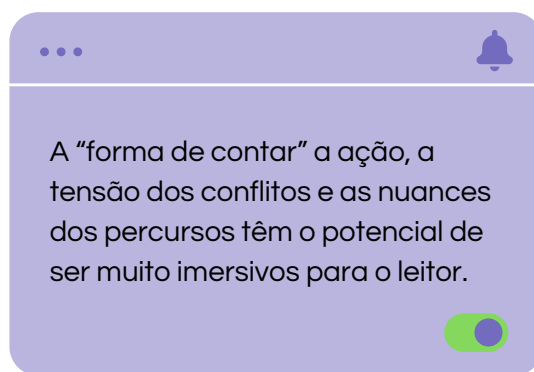 A “forma de contar” a ação, a
tensão dos conflitos e as nuances
dos percursos têm o potencial de
ser muito imersivos para o leitor.